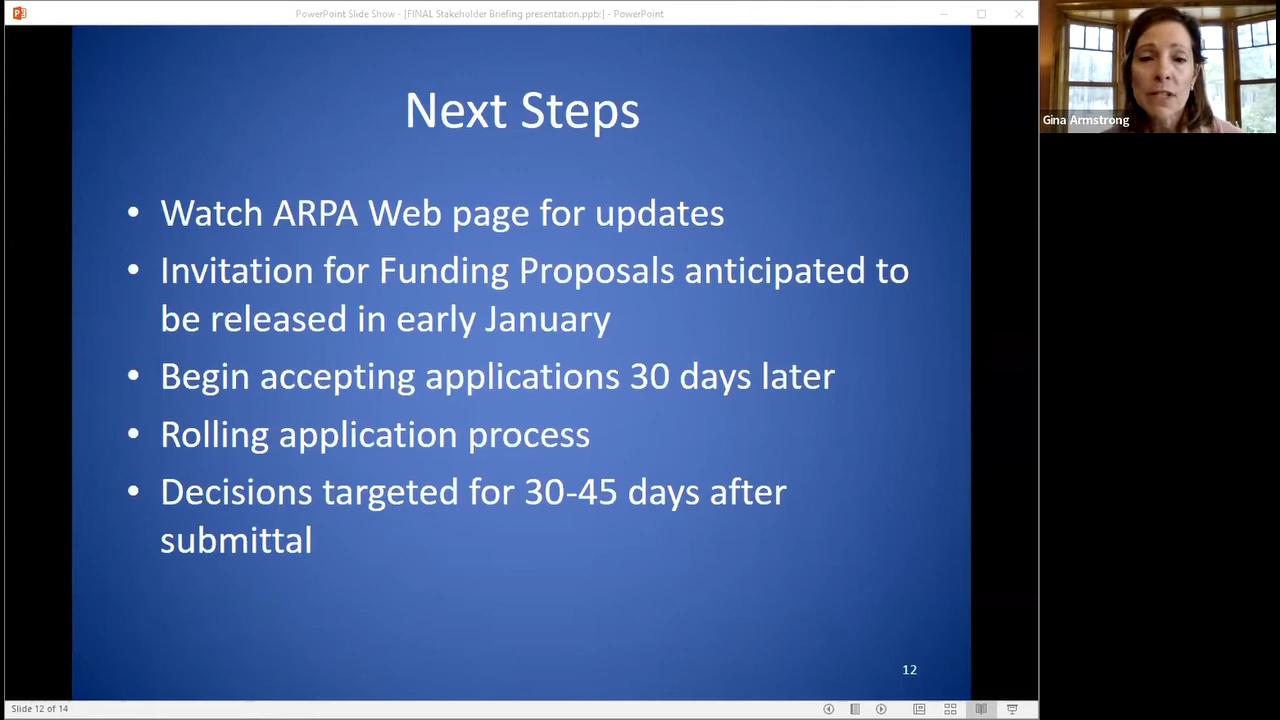 PowerPoint Slide Show - [FINAL Stakeholder Briefing presentation.pptx] - PowerPoint
Gina Armstrong
Next Steps
• Watch ARPA Web page for updates
• Invitation for Funding Proposals anticipated to
be released in early January
• Begin accepting applications 30 days later
• Rolling application process
• Decisions targeted for 30-45 days after
submittal
12
Slide 12 of 14